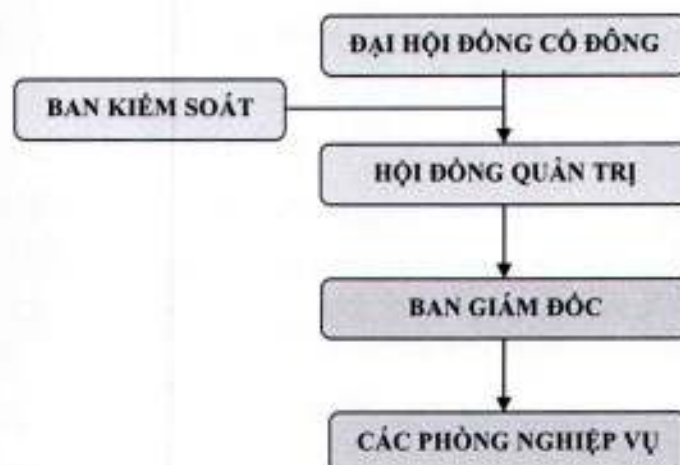 ĐẠI HỘI ĐỒNG CỔ ĐÔNG
BAN KIỂM SOÁT
HỘI ĐỒNG QUẢN TRỊ
BAN GIÁM ĐỐC
CÁC PHÒNG NGHIỆP VỤ